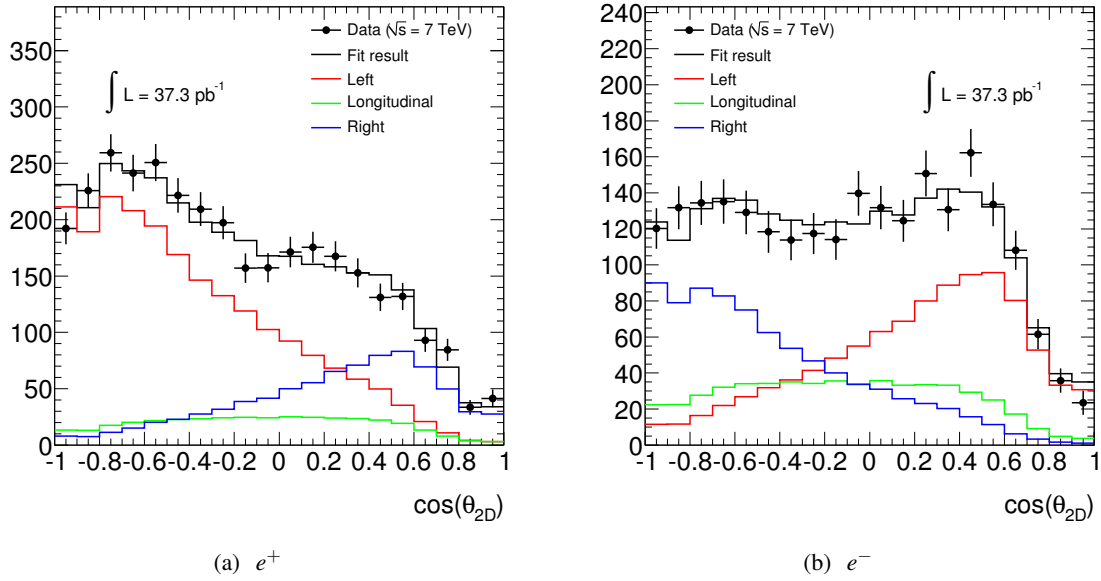 350
300
250
200
150
100
50
0
-1 -0.8 -0.6 -0.4 -0.2 0 0.2 0.4 0.6 0.8 1
cos(θ2D)
Data (√s = 7 TeV)
Fit result
Left
Longitudinal
Right
∫ L = 37.3 pb-1
(a) e+
240
220
200
180
160
140
120
100
80
60
40
20
0
-1 -0.8 -0.6 -0.4 -0.2 0 0.2 0.4 0.6 0.8 1
cos(θ2D)
Data (√s = 7 TeV)
Fit result
Left
Longitudinal
Right
∫ L = 37.3 pb-1
(b) e−